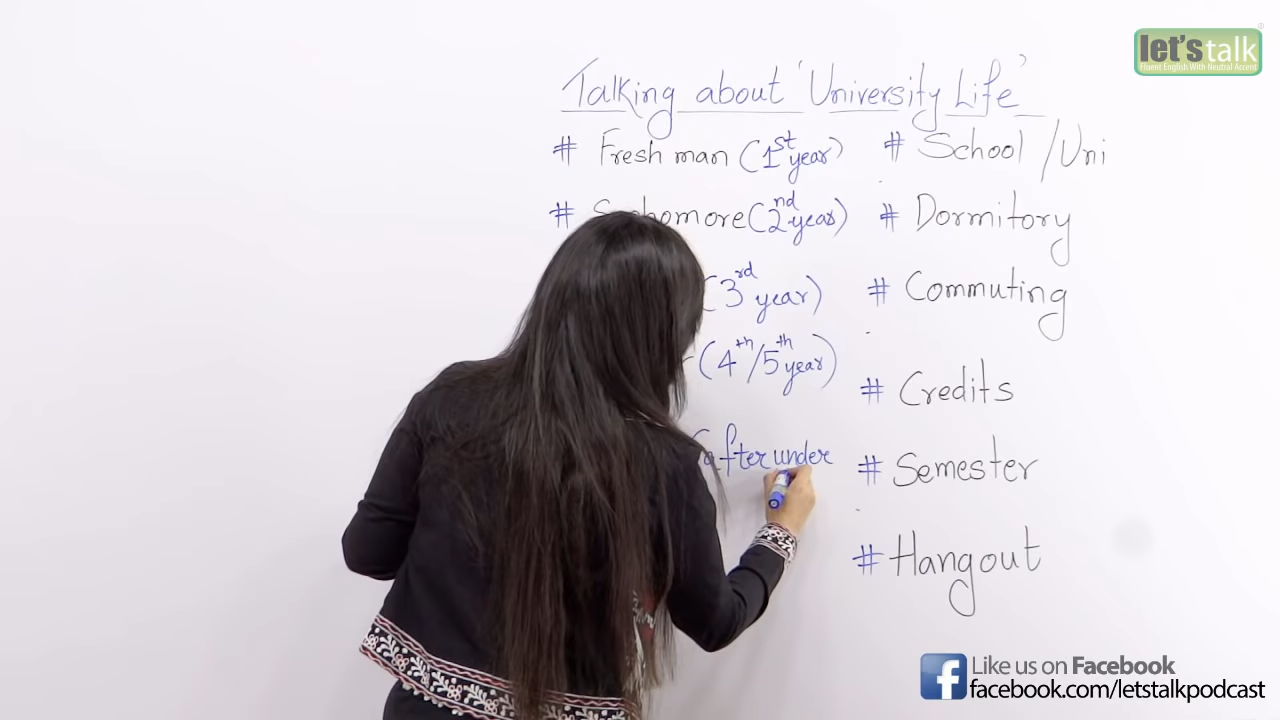 let's talk
Fluent English With Neutral Accent
Talking about 'University Life'
# Fresh man (1st year)
# Sophomore (2nd year)
(3rd year)
(4th/5th year)
(after under
# School / Uni
# Dormitory
# Commuting
# Credits
# Semester
# Hangout
Like us on Facebook
facebook.com/letstalkpodcast